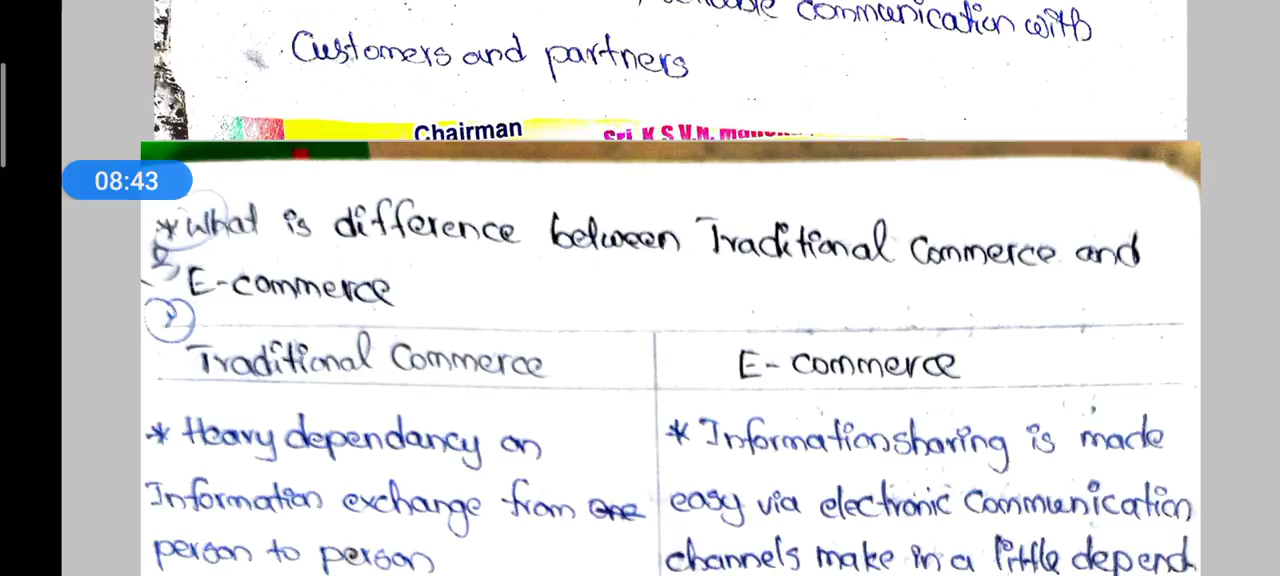 communication with
Customers and partners
Chairman Sri K.S.V.N.
08:43
*What is difference between Traditional Commerce and
E-commerce
Traditional Commerce E-commerce
* Heavy dependancy on
Information exchange from one
person to person
* Informationsharing is made
easy via electronic communication
channels make in a little depend